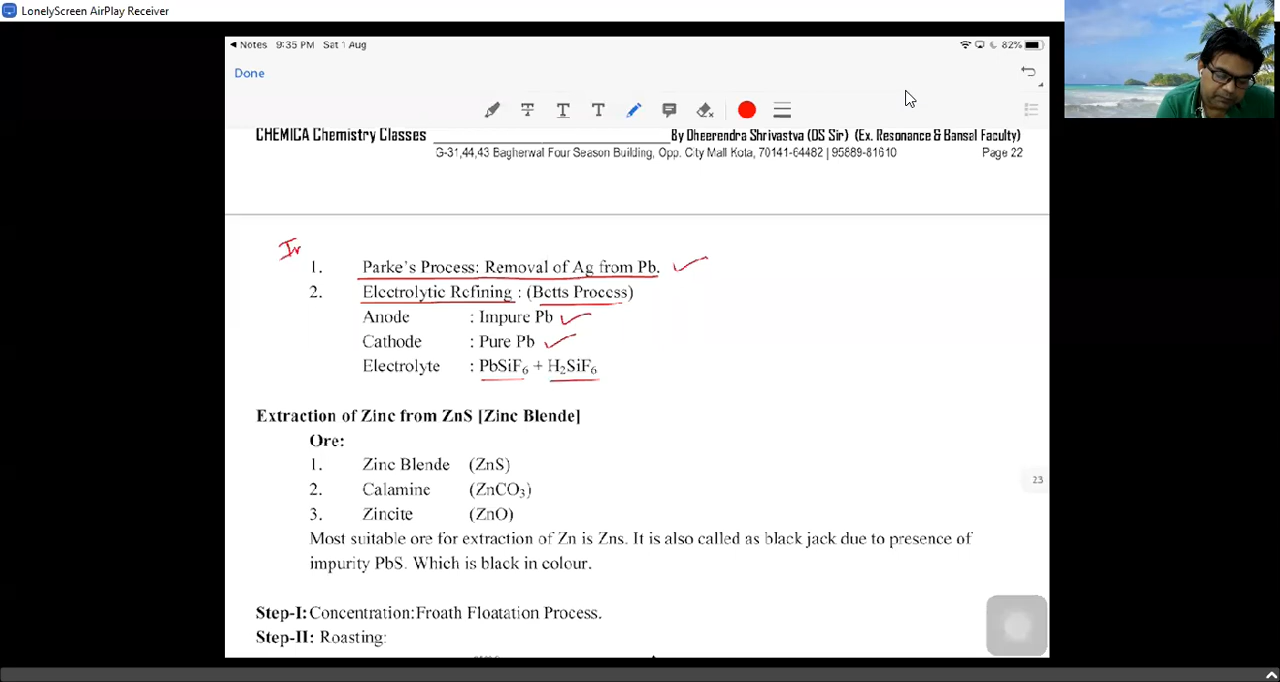 LonelyScreen AirPlay Receiver
Notes 9:35 PM Sat 1 Aug 82%
Done
CHEMICA Chemistry Classes By Dheerendra Shrivastva (DS Sir) (Ex. Resonance & Bansal Faculty)
G-31,44,43 Bagherwal Four Season Building, Opp. City Mall Kota, 70141-64482 | 95889-81610 Page 22
1. Parke's Process: Removal of Ag from Pb.
2. Electrolytic Refining : (Betts Process)
Anode : Impure Pb
Cathode : Pure Pb
Electrolyte : PbSiF₆ + H₂SiF₆
Extraction of Zinc from ZnS [Zinc Blende]
Ore:
1. Zinc Blende (ZnS)
2. Calamine (ZnCO₃)
23
3. Zincite (ZnO)
Most suitable ore for extraction of Zn is Zns. It is also called as black jack due to presence of
impurity PbS. Which is black in colour.
Step-I: Concentration:Froath Floatation Process.
Step-II: Roasting: